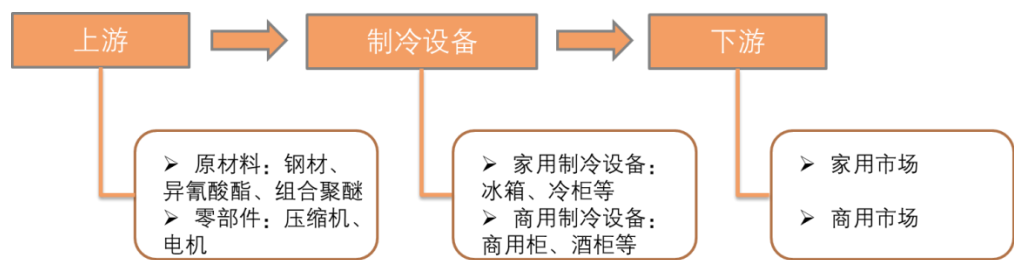 上游
制冷设备
下游
➢ 原材料：钢材、
异氰酸酯、组合聚醚
➢ 零部件：压缩机、
电机
➢ 家用制冷设备：
冰箱、冷柜等
➢ 商用制冷设备：
商用柜、酒柜等
➢ 家用市场
➢ 商用市场